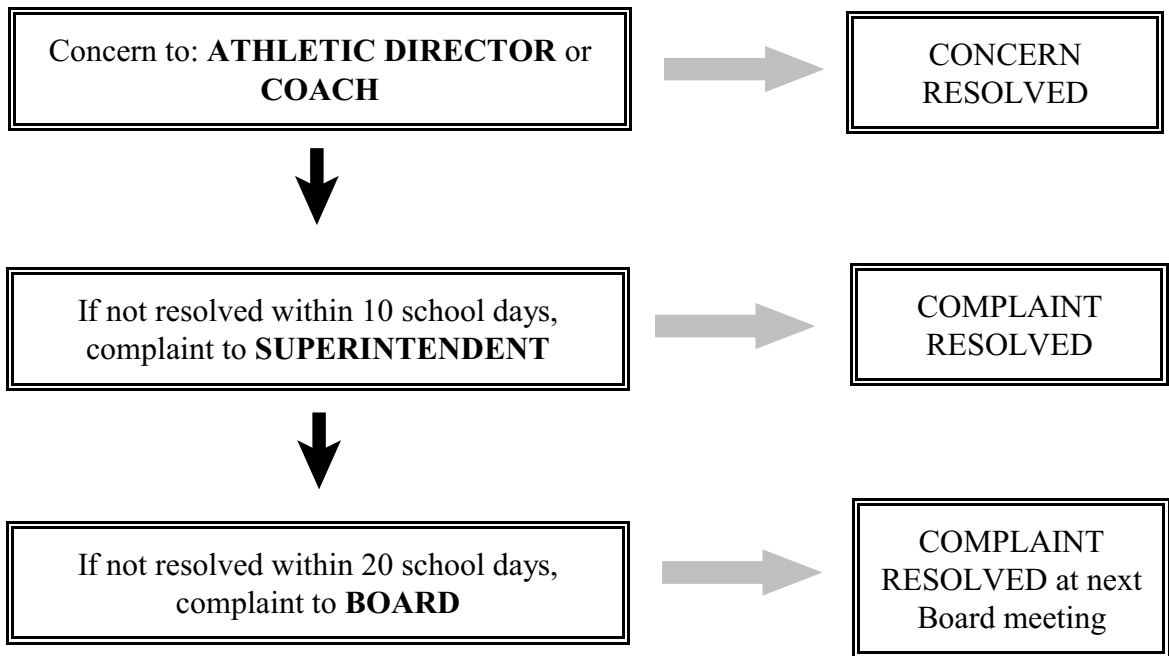 Concern to: ATHLETIC DIRECTOR or
COACH
CONCERN
RESOLVED
If not resolved within 10 school days,
complaint to SUPERINTENDENT
COMPLAINT
RESOLVED
If not resolved within 20 school days,
complaint to BOARD
COMPLAINT
RESOLVED at next
Board meeting